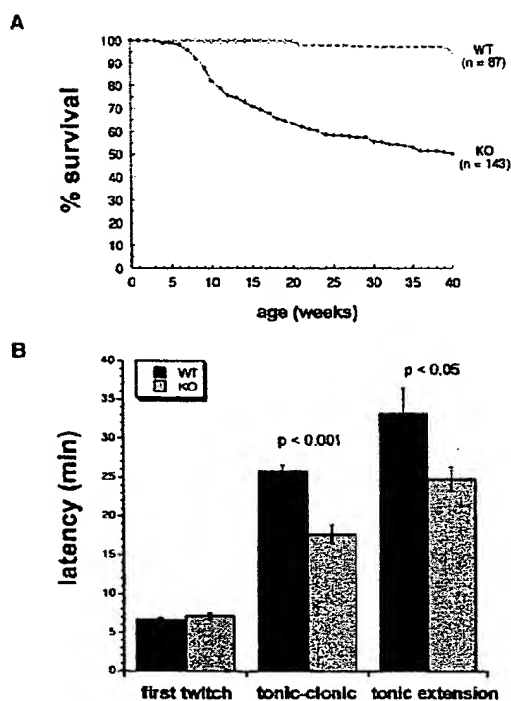 A
% survival
100
90
80
70
60
50
40
30
20
10
0
0 5 10 15 20 25 30 35 40
age (weeks)
WT
(n = 87)
KO
(n = 143)
B
latency (min)
40
35
30
25
20
15
10
5
0
WT
KO
p < 0.001
p < 0.05
first twitch tonic-clonic tonic extension